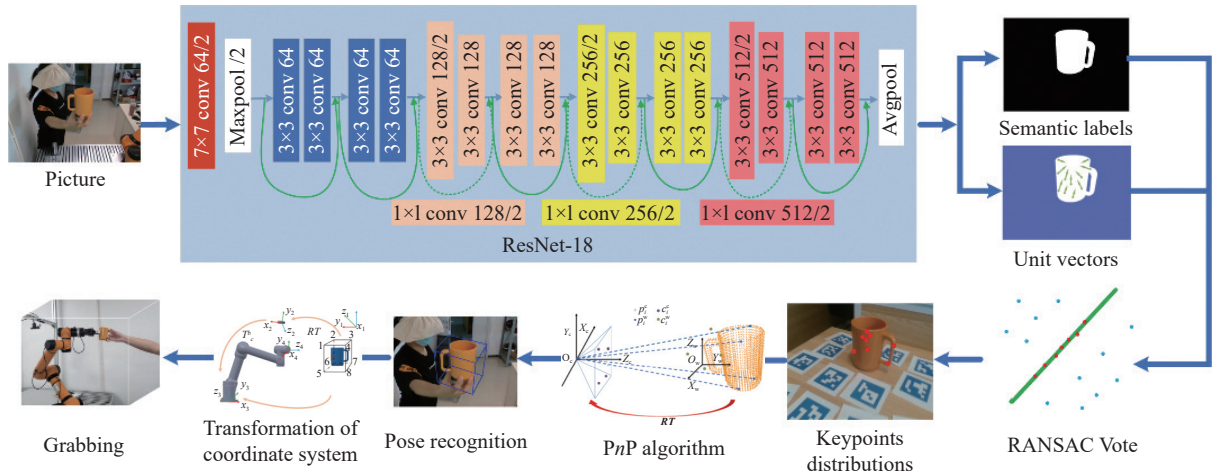 7×7 conv 64/2
Maxpool /2
3×3 conv 64
3×3 conv 64
3×3 conv 64
3×3 conv 64
3×3 conv 128/2
3×3 conv 128
3×3 conv 128
3×3 conv 128
3×3 conv 256/2
3×3 conv 256
3×3 conv 256
3×3 conv 256
3×3 conv 512/2
3×3 conv 512
3×3 conv 512
3×3 conv 512
Avgpool
1×l conv 128/2
1×l conv 256/2
1×l conv 512/2
ResNet-18
Picture
Semantic labels
Unit vectors
RANSAC Vote
Keypoints
distributions
RT
PnP algorithm
Pose recognition
RT
Transformation of
coordinate system
Grabbing